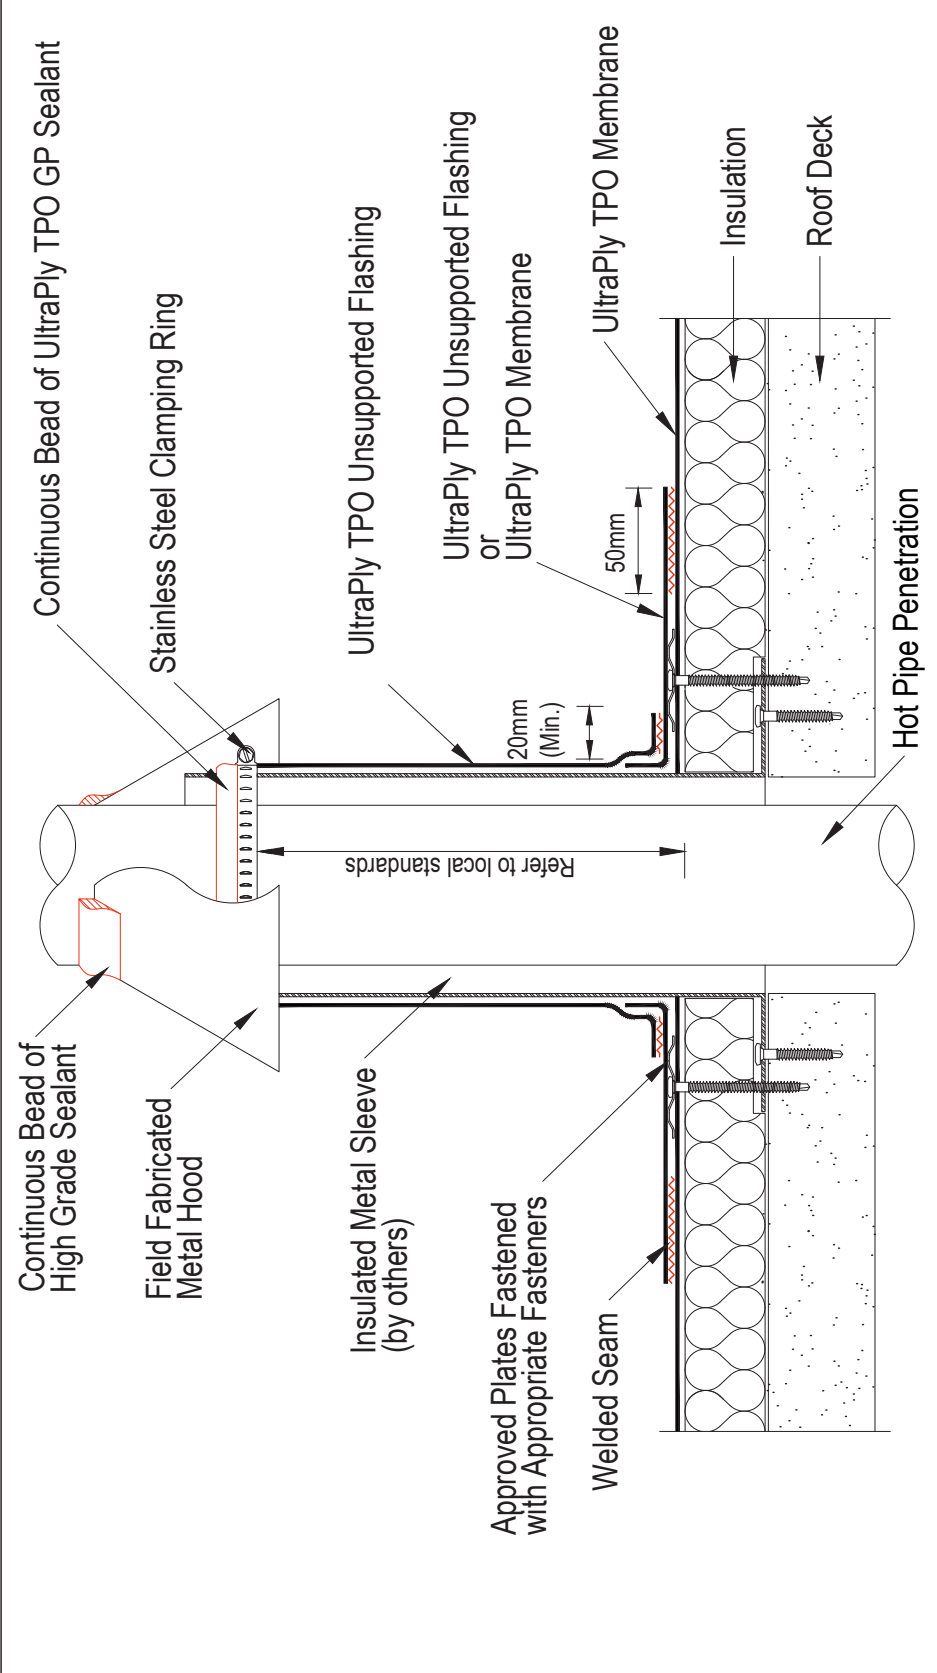 Continuous Bead of UltraPly TPO GP Sealant
Stainless Steel Clamping Ring
UltraPly TPO Unsupported Flashing
UltraPly TPO Unsupported Flashing
or
UltraPly TPO Membrane
UltraPly TPO Membrane
Insulation
Roof Deck
50mm
20mm
(Min.)
Refer to local standards
Hot Pipe Penetration
Continuous Bead of
High Grade Sealant
Field Fabricated
Metal Hood
Insulated Metal Sleeve
(by others)
Approved Plates Fastened
with Appropriate Fasteners
Welded Seam